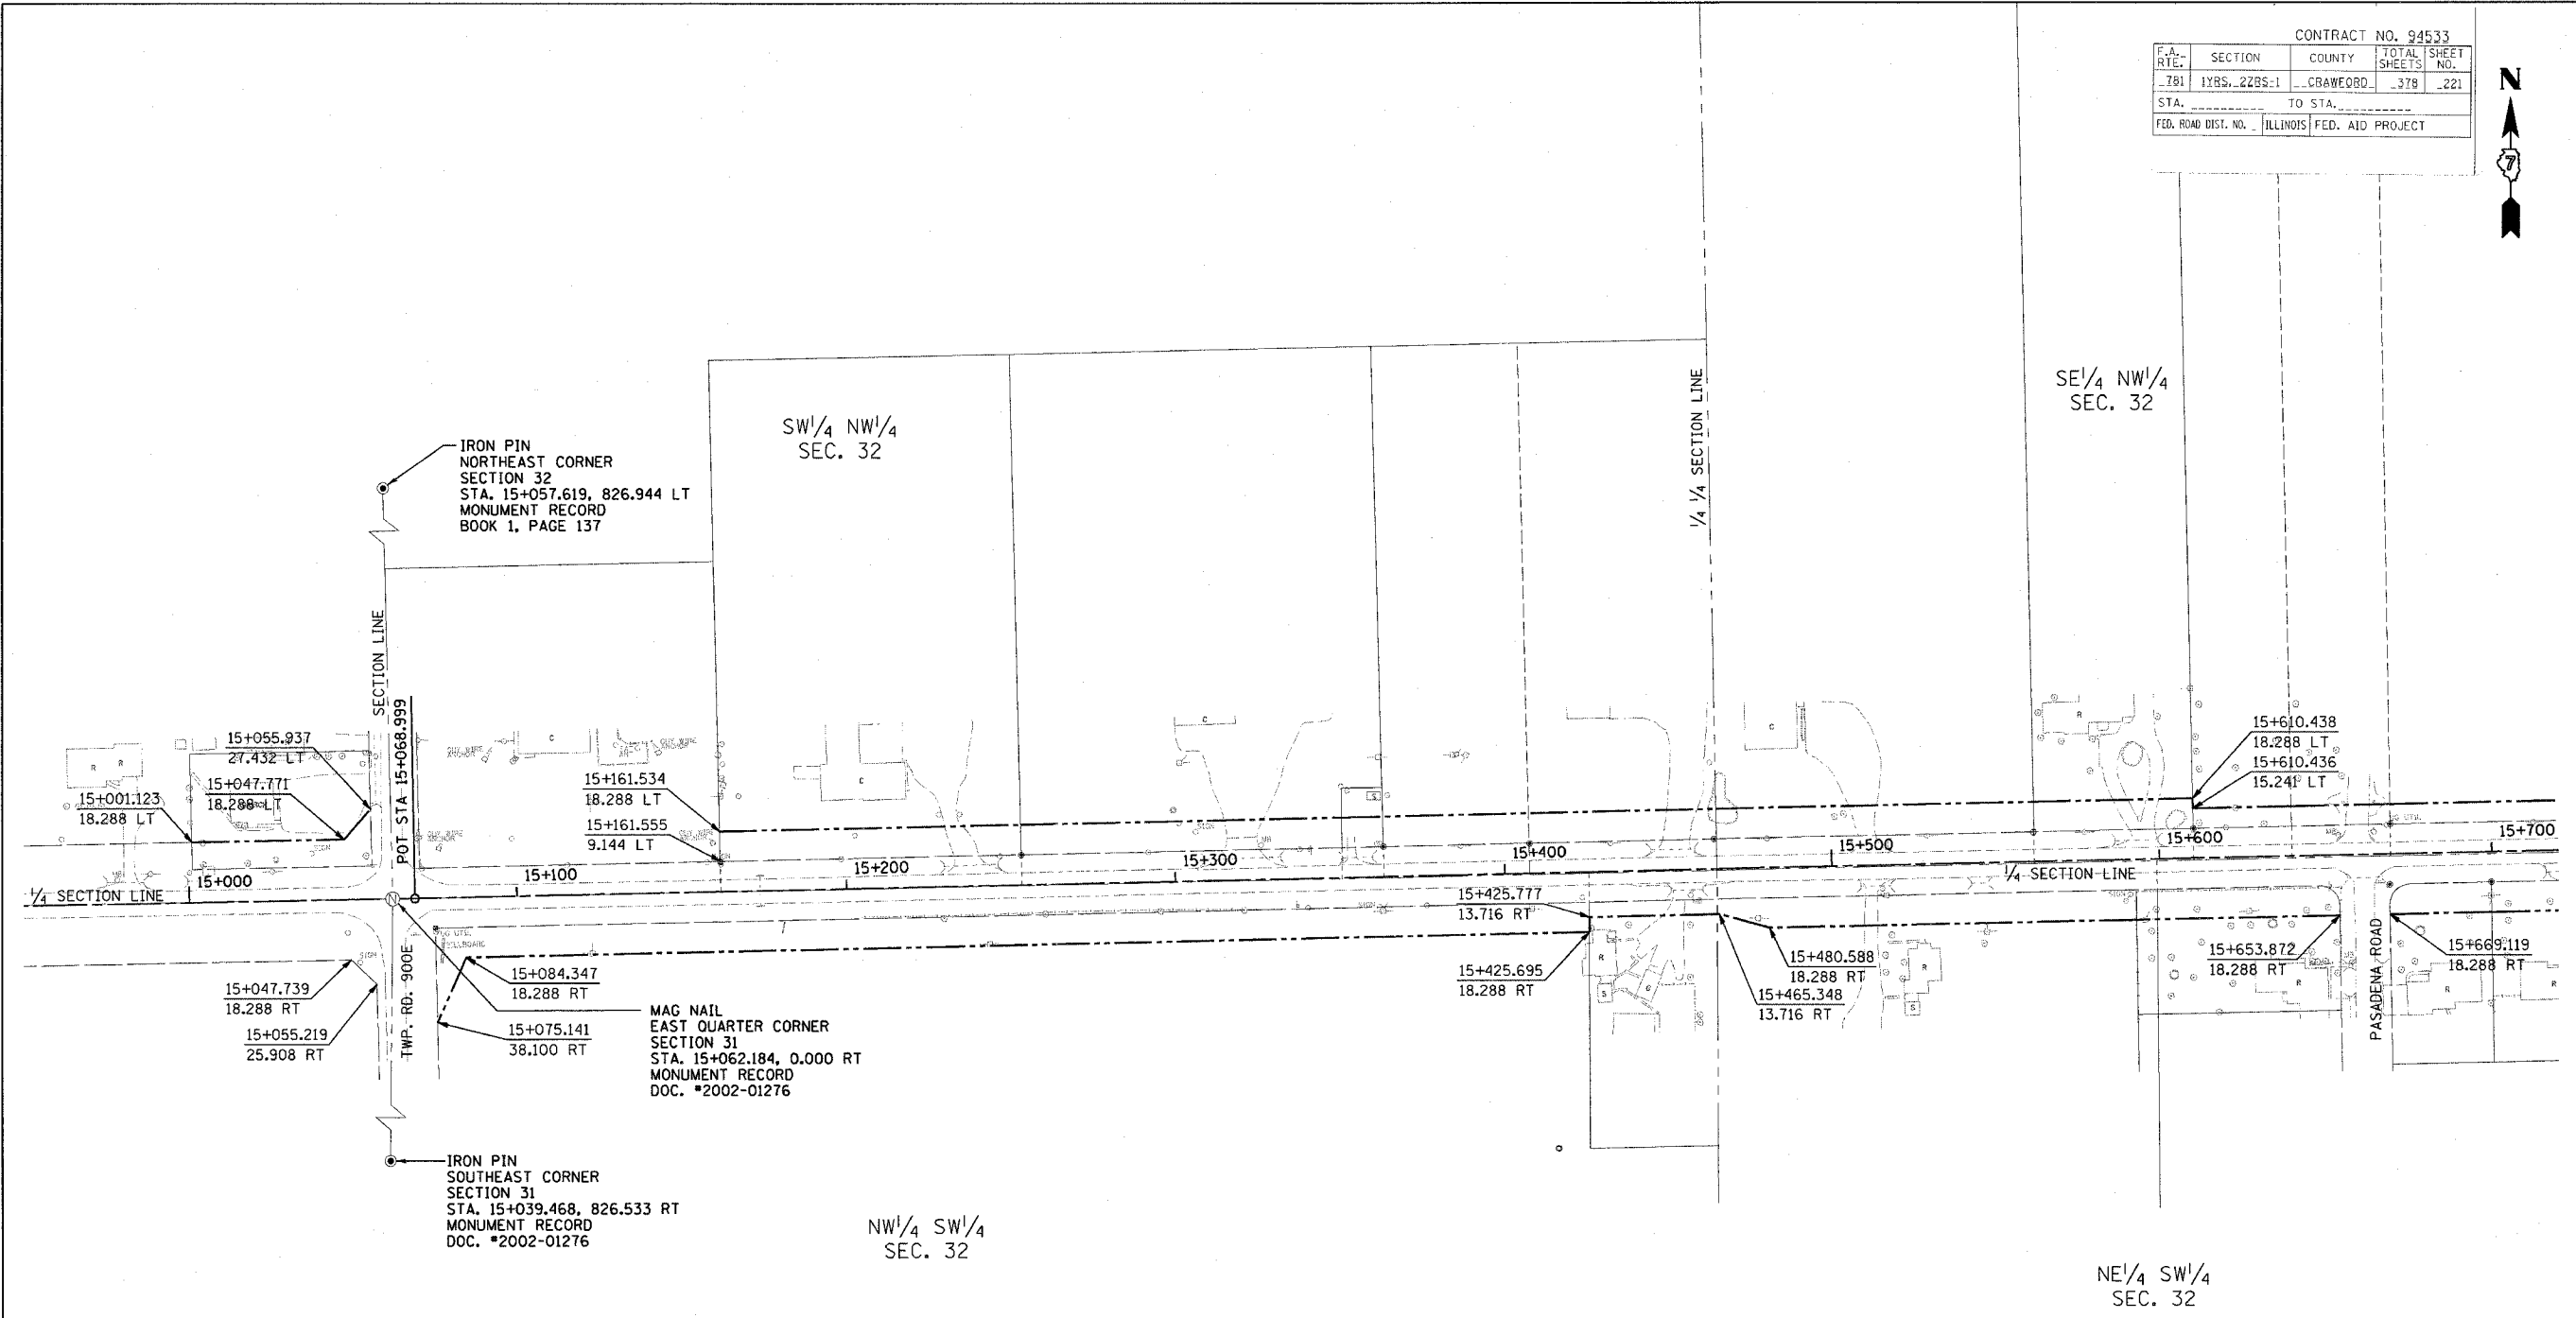 CONTRACT NO. 94533
F.A. RTE. SECTION COUNTY TOTAL SHEETS SHEET NO.
781 1YRS, 2ZBS-1 CRAWFORD 378 221
STA. TO STA.
FED. ROAD DIST. NO. ILLINOIS FED. AID PROJECT
N
7
SE1/4 NW1/4
SEC. 32
SW1/4 NW1/4
SEC. 32
1/4 1/4 SECTION LINE
IRON PIN
NORTHEAST CORNER
SECTION 32
STA. 15+057.619, 826.944 LT
MONUMENT RECORD
BOOK 1, PAGE 137
SECTION LINE
POT STA 15+068.999
15+055.937
27.432 LT
15+047.771
18.288 LT
15+001.123
18.288 LT
15+161.534
18.288 LT
15+161.555
9.144 LT
15+610.438
18.288 LT
15+610.436
15.241 LT
15+000
15+100
15+200
15+300
15+400
15+500
15+600
15+700
1/4 SECTION LINE
1/4 SECTION LINE
15+425.777
13.716 RT
15+425.695
18.288 RT
15+480.588
18.288 RT
15+465.348
13.716 RT
15+653.872
18.288 RT
15+669.119
18.288 RT
PASADENA ROAD
TWP. RD. 900E
15+047.739
18.288 RT
15+055.219
25.908 RT
15+084.347
18.288 RT
15+075.141
38.100 RT
MAG NAIL
EAST QUARTER CORNER
SECTION 31
STA. 15+062.184, 0.000 RT
MONUMENT RECORD
DOC. #2002-01276
IRON PIN
SOUTHEAST CORNER
SECTION 31
STA. 15+039.468, 826.533 RT
MONUMENT RECORD
DOC. #2002-01276
NW1/4 SW1/4
SEC. 32
NE1/4 SW1/4
SEC. 32